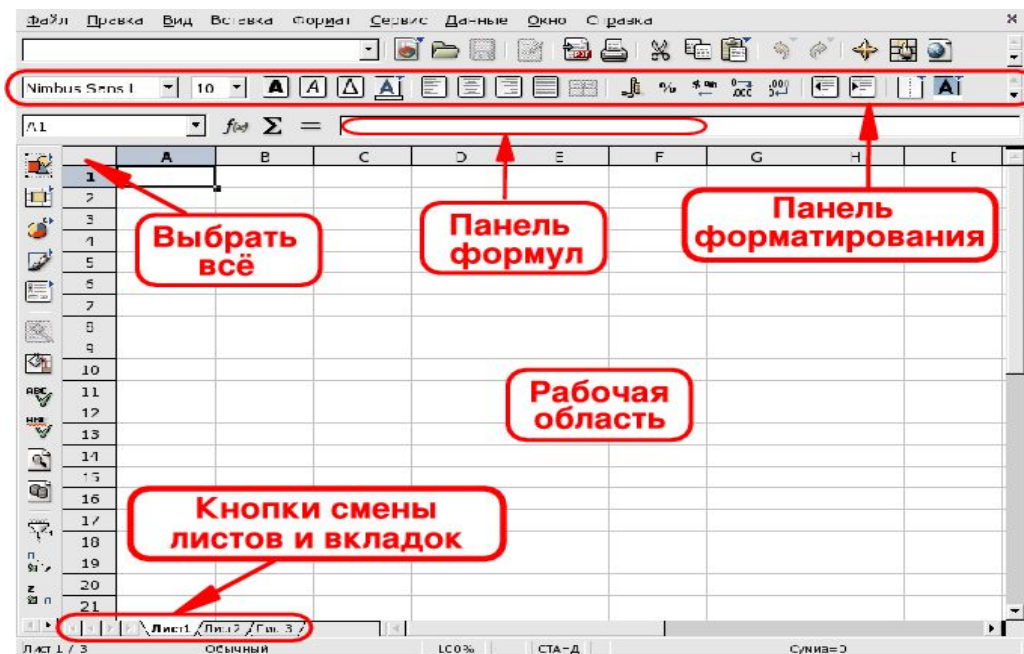 Файл Правка Вид Вставка Формат Сервис Данные Окно Справка
Nimbus Sans L 10
A1 f(x) Σ =
A B C D E F G H I
1
2
3
4
5
6
7
8
9
10
11
12
13
14
15
16
17
18
19
20
21
Выбрать
всё
Панель
формул
Панель
форматирования
Рабочая
область
Кнопки смены
листов и вкладок
Лист1 Лист2 Лист3
Лист 1 / 3 Обычный 100% СТАНД Сумма=0